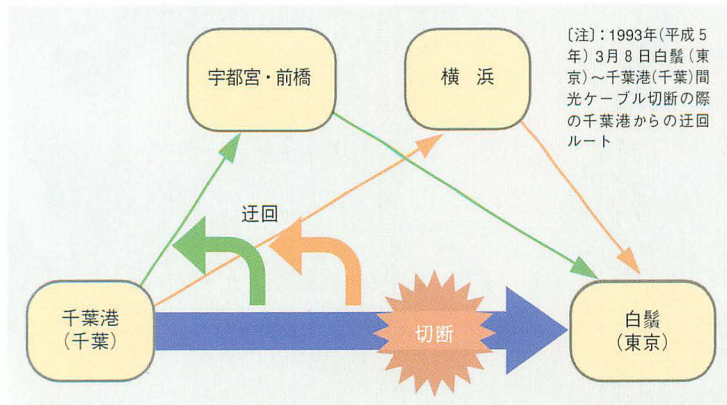 宇都宮・前橋
横 浜
〔注〕：1993年(平成5
年) 3月8日白鬚(東
京)～千葉港(千葉)間
光ケーブル切断の際
の千葉港からの迂回
ルート
迂回
千葉港
(千葉)
切断
白鬚
(東京)